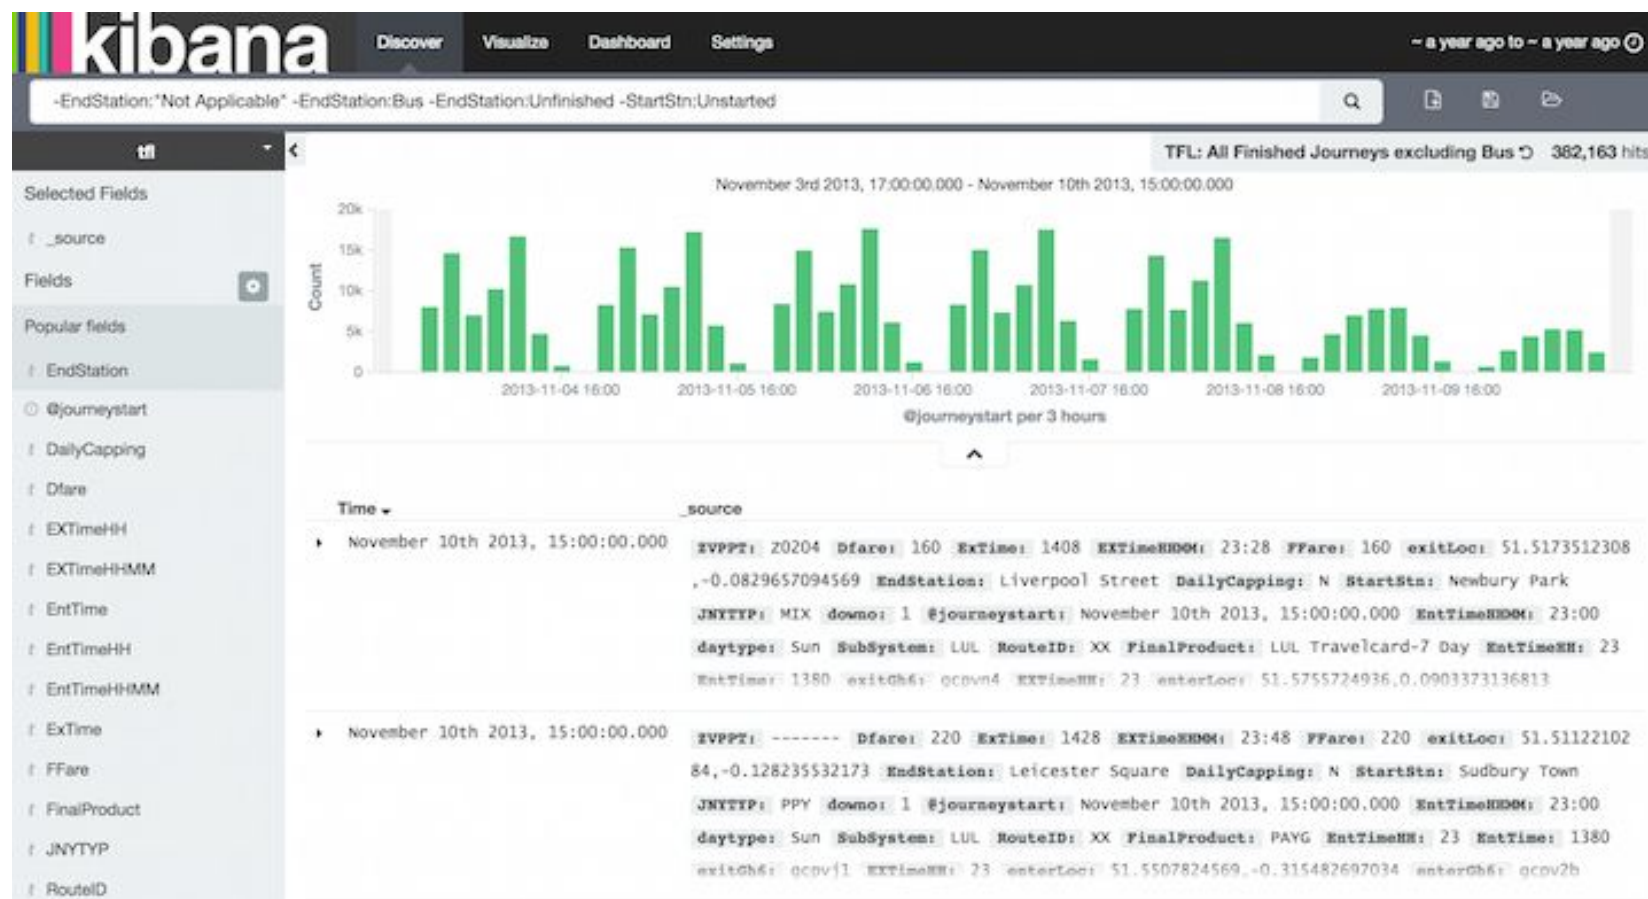 kibana
Discover Visualize Dashboard Settings ~ a year ago to ~ a year ago
-EndStation:"Not Applicable" -EndStation:Bus -EndStation:Unfinished -StartStn:Unstarted
tfl
TFL: All Finished Journeys excluding Bus 382,163 hits
Selected Fields
t _source
Fields
Popular fields
t EndStation
@journeystart
t DailyCapping
t Dfare
t EXTimeHH
t EXTimeHHMM
t EntTime
t EntTimeHH
t EntTimeHHMM
t ExTime
t FFare
t FinalProduct
t JNYTYP
t RouteID
November 3rd 2013, 17:00:00.000 - November 10th 2013, 15:00:00.000
Count
20k
15k
10k
5k
0
2013-11-04 16:00 2013-11-05 16:00 2013-11-06 16:00 2013-11-07 16:00 2013-11-08 16:00 2013-11-09 16:00
@journeystart per 3 hours
Time _source
November 10th 2013, 15:00:00.000 ZVPPT: Z0204 Dfare: 160 ExTime: 1408 EXTimeHHMM: 23:28 FFare: 160 exitLoc: 51.5173512308
,-0.0829657094569 EndStation: Liverpool Street DailyCapping: N StartStn: Newbury Park
JNYTYP: MIX downo: 1 @journeystart: November 10th 2013, 15:00:00.000 EntTimeHHMM: 23:00
daytype: Sun SubSystem: LUL RouteID: XX FinalProduct: LUL Travelcard-7 Day EntTimeHH: 23
EntTime: 1380 exitGh6: gcpvn4 EXTimeHH: 23 enterLoc: 51.5755724936,0.0903373136813
November 10th 2013, 15:00:00.000 ZVPPT: ------- Dfare: 220 ExTime: 1428 EXTimeHHMM: 23:48 FFare: 220 exitLoc: 51.51122102
84,-0.128235532173 EndStation: Leicester Square DailyCapping: N StartStn: Sudbury Town
JNYTYP: PPY downo: 1 @journeystart: November 10th 2013, 15:00:00.000 EntTimeHHMM: 23:00
daytype: Sun SubSystem: LUL RouteID: XX FinalProduct: PAYG EntTimeHH: 23 EntTime: 1380
exitGh6: gcpvj1 EXTimeHH: 23 enterLoc: 51.5507824569,-0.315482697034 enterGh6: gcpv2b